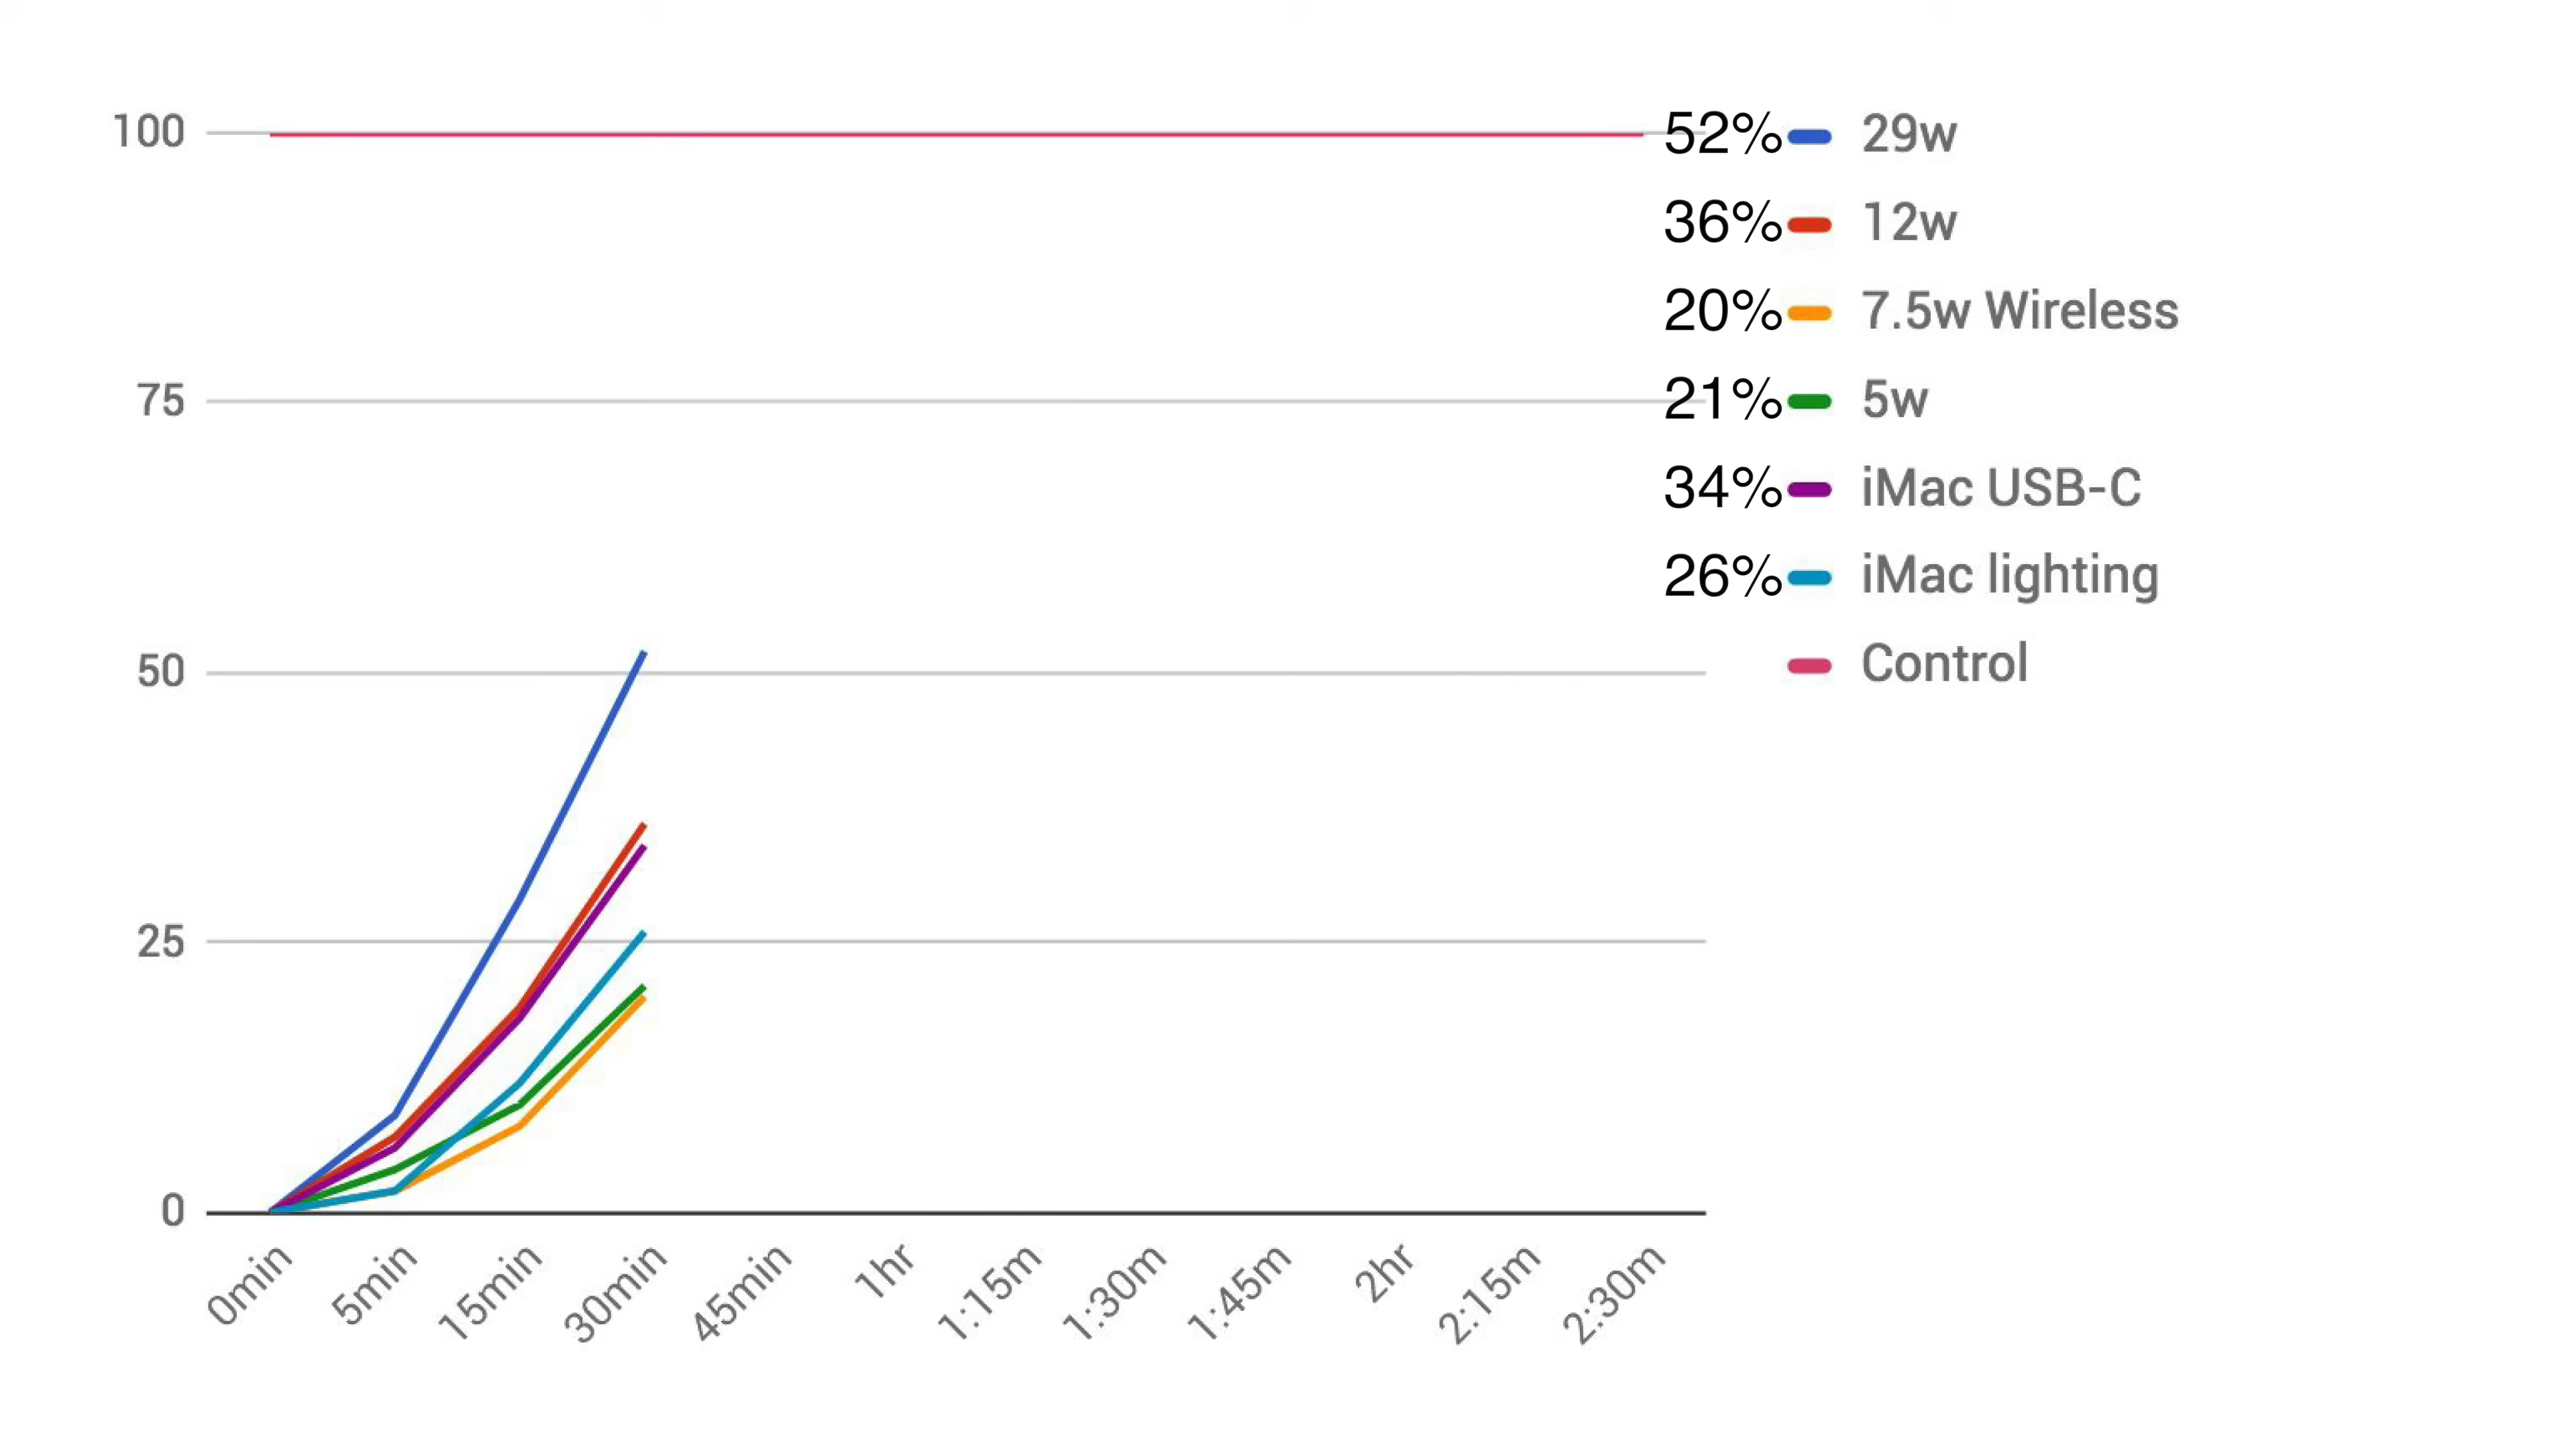 100
75
50
25
0
0min
5min
15min
30min
45min
1hr
1:15m
1:30m
1:45m
2hr
2:15m
2:30m
52% 29w
36% 12w
20% 7.5w Wireless
21% 5w
34% iMac USB-C
26% iMac lighting
Control